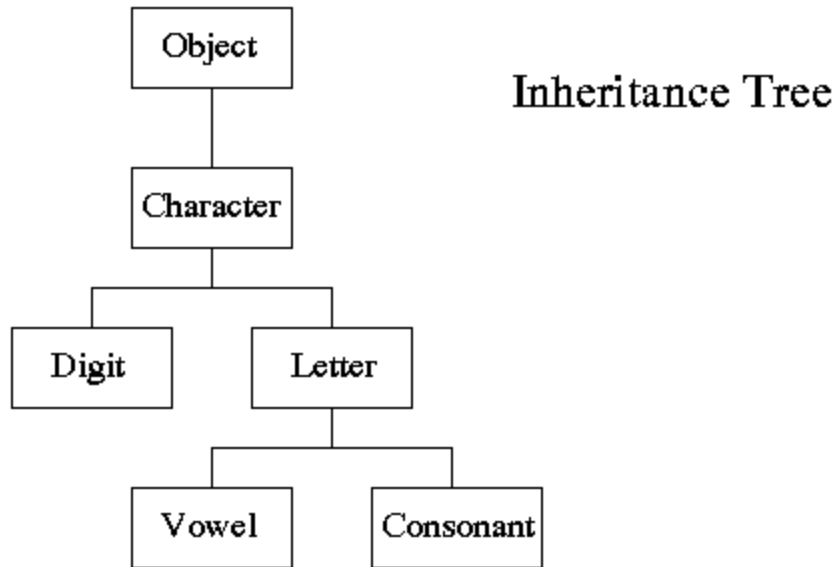 Object
Inheritance Tree
Character
Digit
Letter
Vowel
Consonant